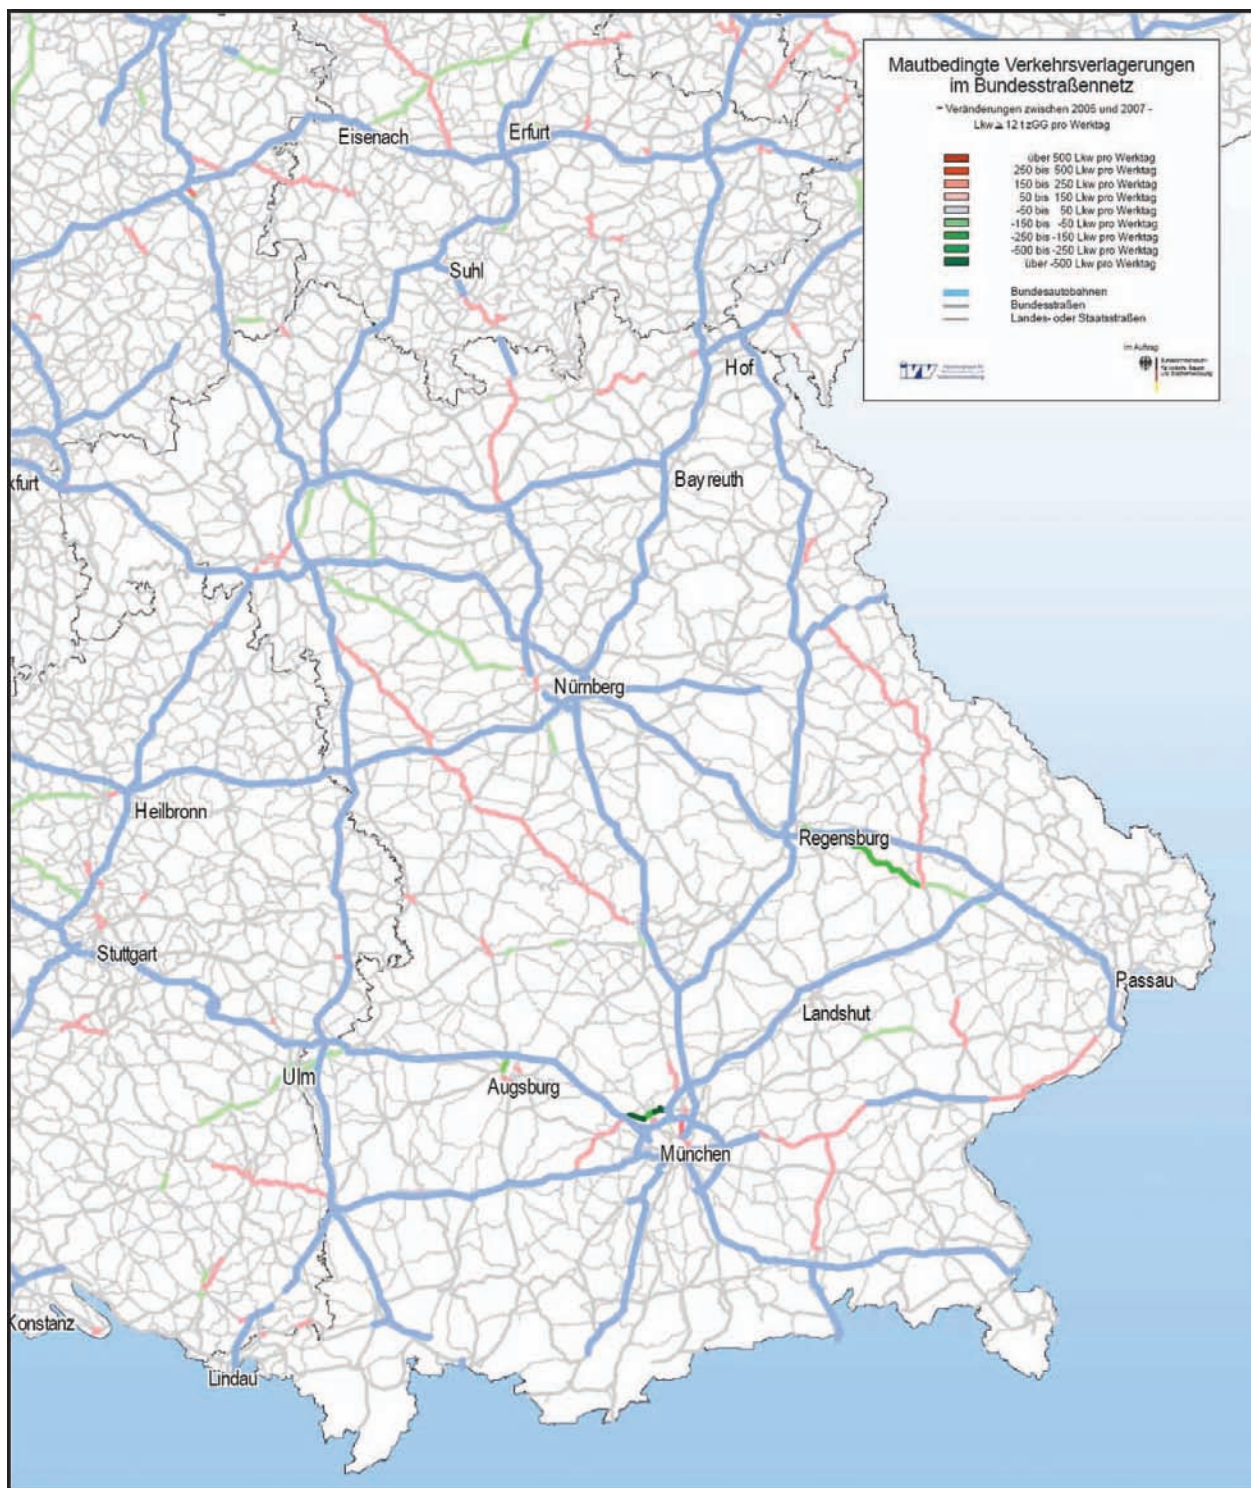 Mautbedingte Verkehrsverlagerungen
im Bundesstraßennetz
- Veränderungen zwischen 2005 und 2007 -
Lkw ≥ 12 t zGG pro Werktag
über 500 Lkw pro Werktag
250 bis 500 Lkw pro Werktag
150 bis 250 Lkw pro Werktag
50 bis 150 Lkw pro Werktag
-50 bis 50 Lkw pro Werktag
-150 bis -50 Lkw pro Werktag
-250 bis -150 Lkw pro Werktag
-500 bis -250 Lkw pro Werktag
über -500 Lkw pro Werktag
Bundesautobahnen
Bundesstraßen
Landes- oder Staatsstraßen
im Auftrag
IVV
Eisenach
Erfurt
Suhl
Hof
kfurt
Bayreuth
Nürnberg
Heilbronn
Regensburg
Stuttgart
Passau
Landshut
Ulm
Augsburg
München
Konstanz
Lindau